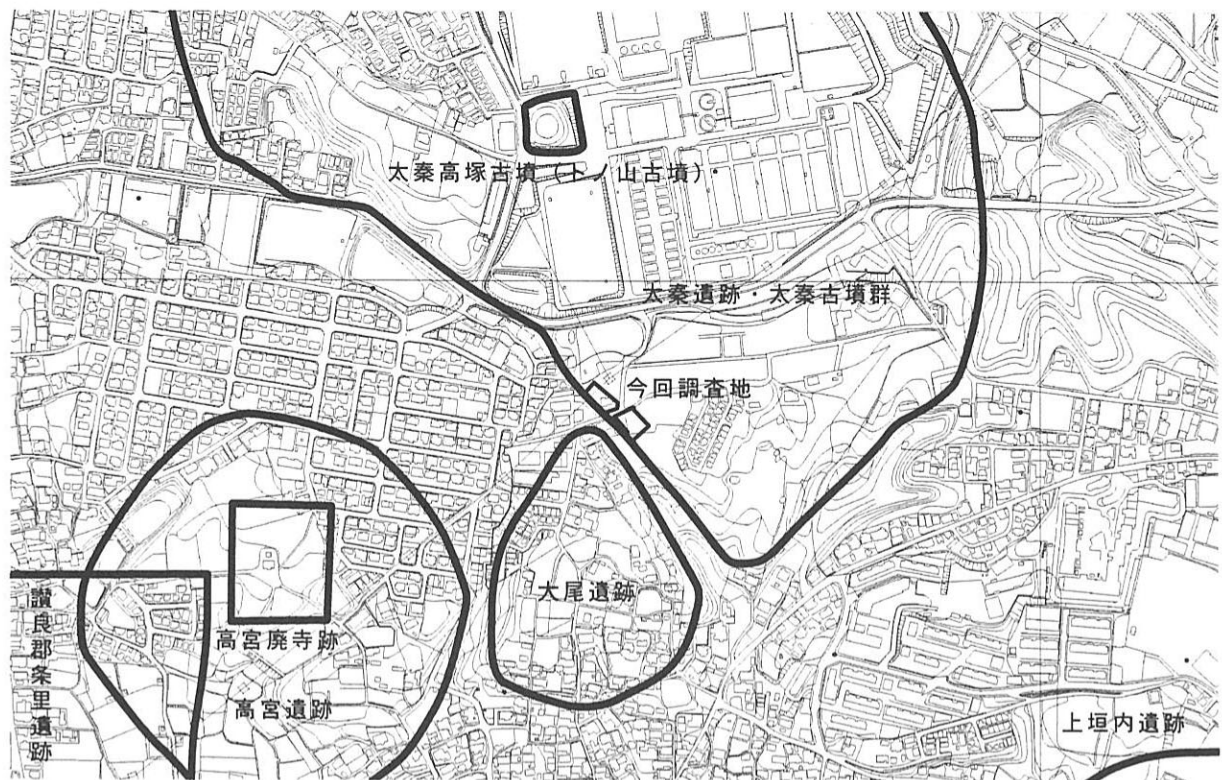 太秦高塚古墳（トノ山古墳）
太秦遺跡・太秦古墳群
今回調査地
大尾遺跡
高宮廃寺跡
高宮遺跡
讃良郡条里遺跡
上垣内遺跡